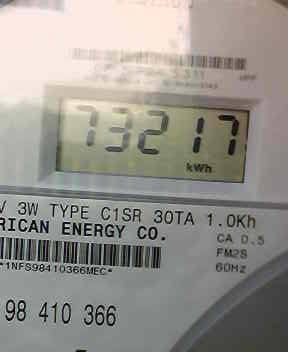 73217
kWh
V 3W TYPE C1SR 30TA 1.0Kh
RICAN ENERGY CO.
CA 0.5
FM2S
60Hz
*1NFS98410366MEC*
98 410 366